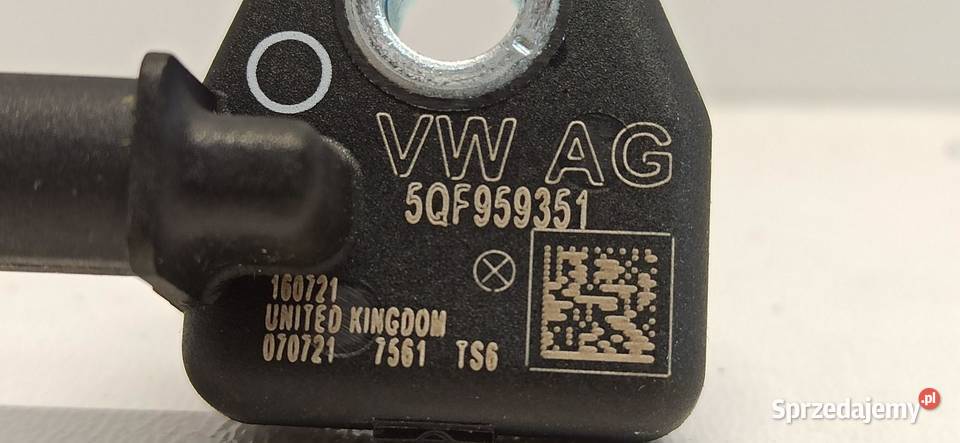 VW AG
5QF959351
160721
UNITED KINGDOM
070721 7561 TS6
Sprzedajemy.pl